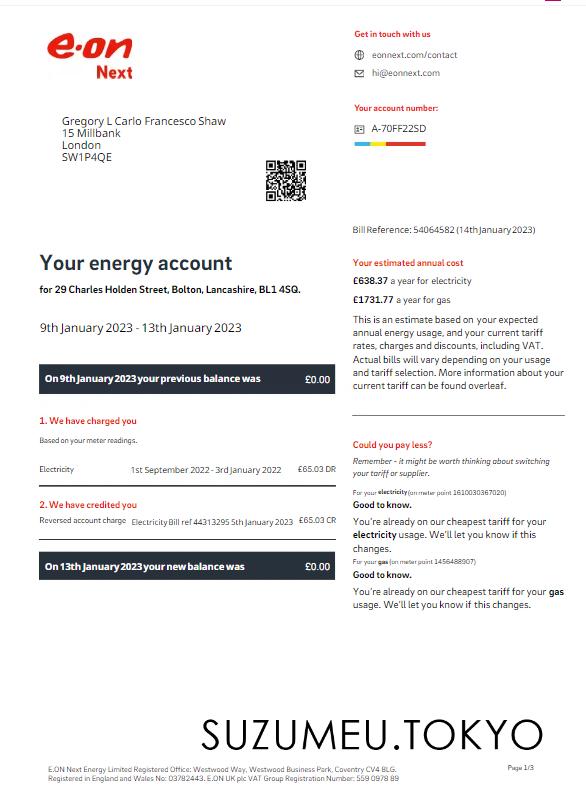 e·on
Next
Get in touch with us
eonnext.com/contact
hi@eonnext.com
Your account number:
A-70FF22SD
Gregory L Carlo Francesco Shaw
15 Millbank
London
SW1P4QE
Bill Reference: 54064582 (14th January 2023)
Your energy account
for 29 Charles Holden Street, Bolton, Lancashire, BL1 4SQ.
9th January 2023 - 13th January 2023
On 9th January 2023 your previous balance was £0.00
1. We have charged you
Based on your meter readings.
Electricity 1st September 2022 - 3rd January 2022 £65.03 DR
2. We have credited you
Reversed account charge Electricity Bill ref 44313295 5th January 2023 £65.03 CR
On 13th January 2023 your new balance was £0.00
Your estimated annual cost
£638.37 a year for electricity
£1731.77 a year for gas
This is an estimate based on your expected
annual energy usage, and your current tariff
rates, charges and discounts, including VAT.
Actual bills will vary depending on your usage
and tariff selection. More information about your
current tariff can be found overleaf.
Could you pay less?
Remember - it might be worth thinking about switching
your tariff or supplier.
For your electricity (on meter point 1610030367020)
Good to know.
You're already on our cheapest tariff for your
electricity usage. We'll let you know if this
changes.
For your gas (on meter point 1456488907)
Good to know.
You're already on our cheapest tariff for your gas
usage. We'll let you know if this changes.
SUZUMEU.TOKYO
E.ON Next Energy Limited Registered Office: Westwood Way, Westwood Business Park, Coventry CV4 8LG.
Registered in England and Wales No: 03782443. E.ON UK plc VAT Group Registration Number: 559 0978 89
Page 1/3